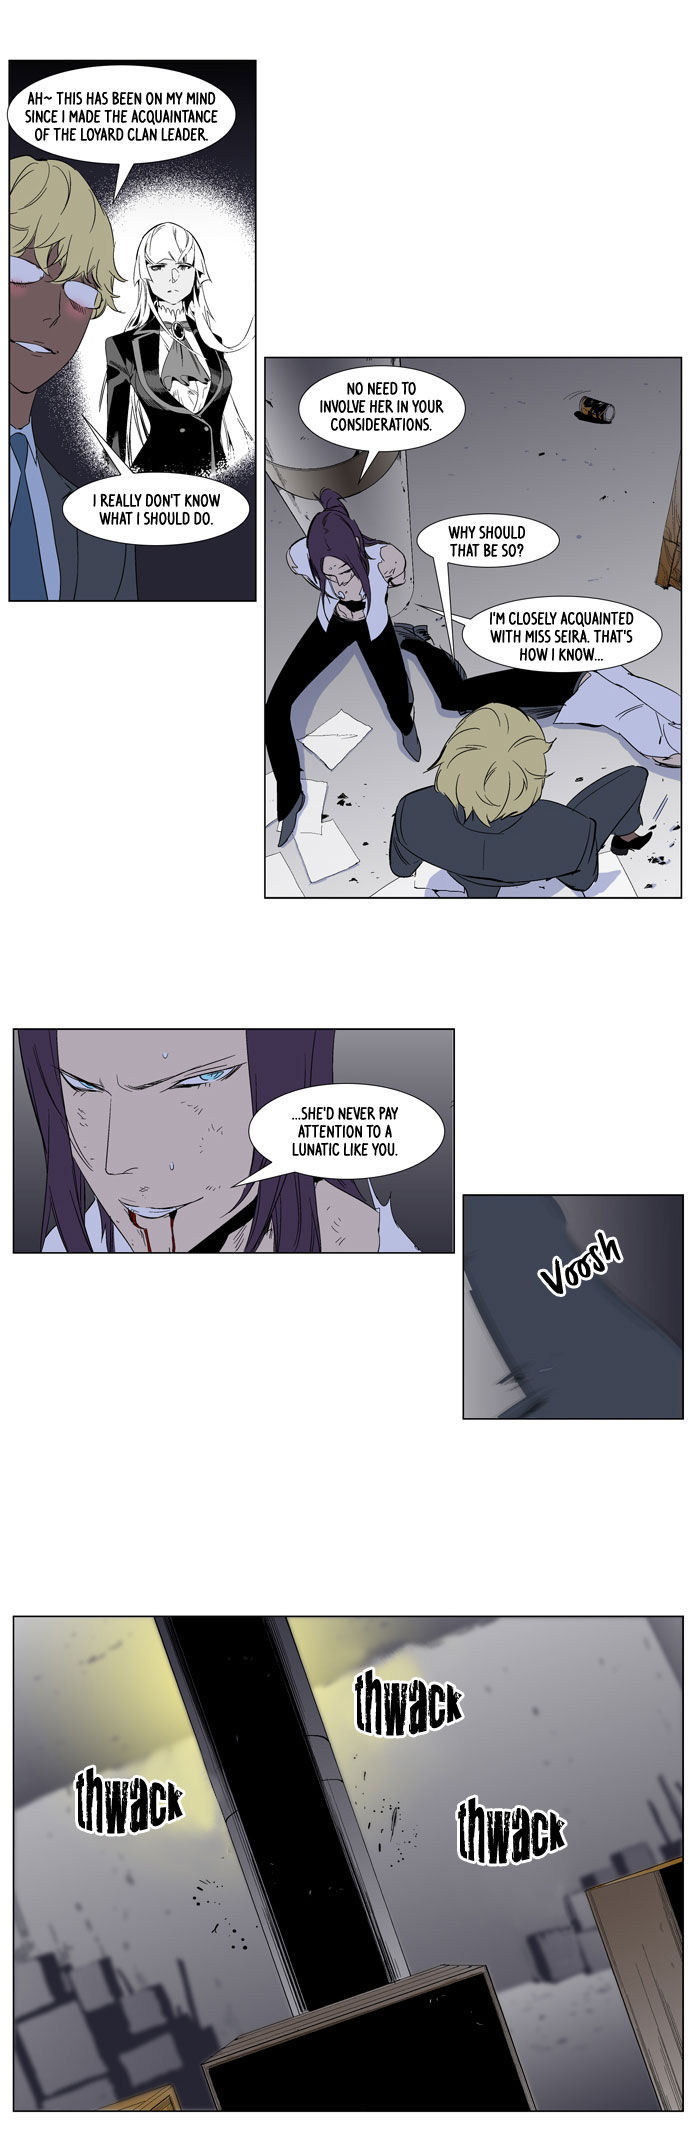 AH~ THIS HAS BEEN ON MY MIND
SINCE I MADE THE ACQUAINTANCE
OF THE LOYARD CLAN LEADER.
I REALLY DON'T KNOW
WHAT I SHOULD DO.
NO NEED TO
INVOLVE HER IN YOUR
CONSIDERATIONS.
WHY SHOULD
THAT BE SO?
I'M CLOSELY ACQUAINTED
WITH MISS SEIRA. THAT'S
HOW I KNOW...
...SHE'D NEVER PAY
ATTENTION TO A
LUNATIC LIKE YOU.
Voosh
thwack
thwack
thwack